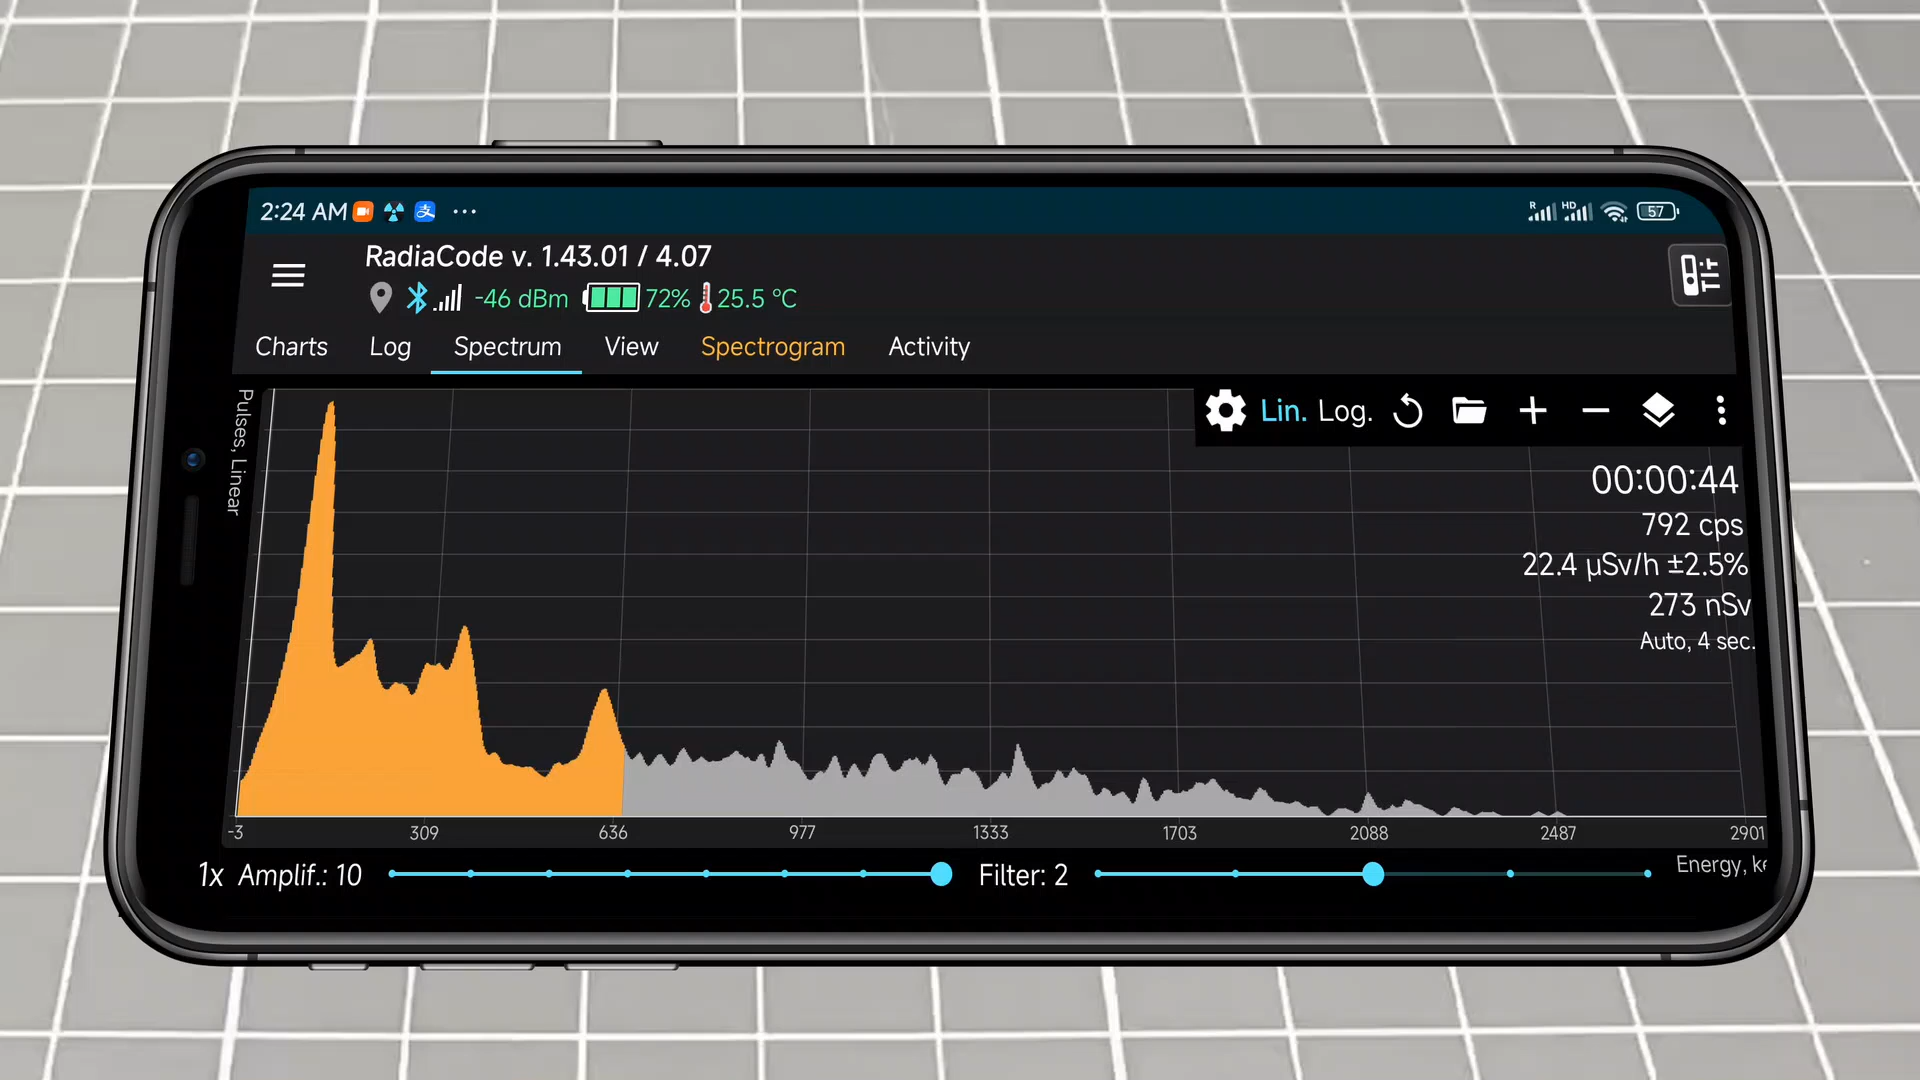 2:24 AM
R HD 57
RadiaCode v. 1.43.01 / 4.07
-46 dBm 72% 25.5 °C
Charts Log Spectrum View Spectrogram Activity
Pulses, Linear
Lin. Log.
00:00:44
792 cps
22.4 μSv/h ±2.5%
273 nSv
Auto, 4 sec.
-3 309 636 977 1333 1703 2088 2487 2901
Energy, ke
1x Amplif.: 10 Filter: 2